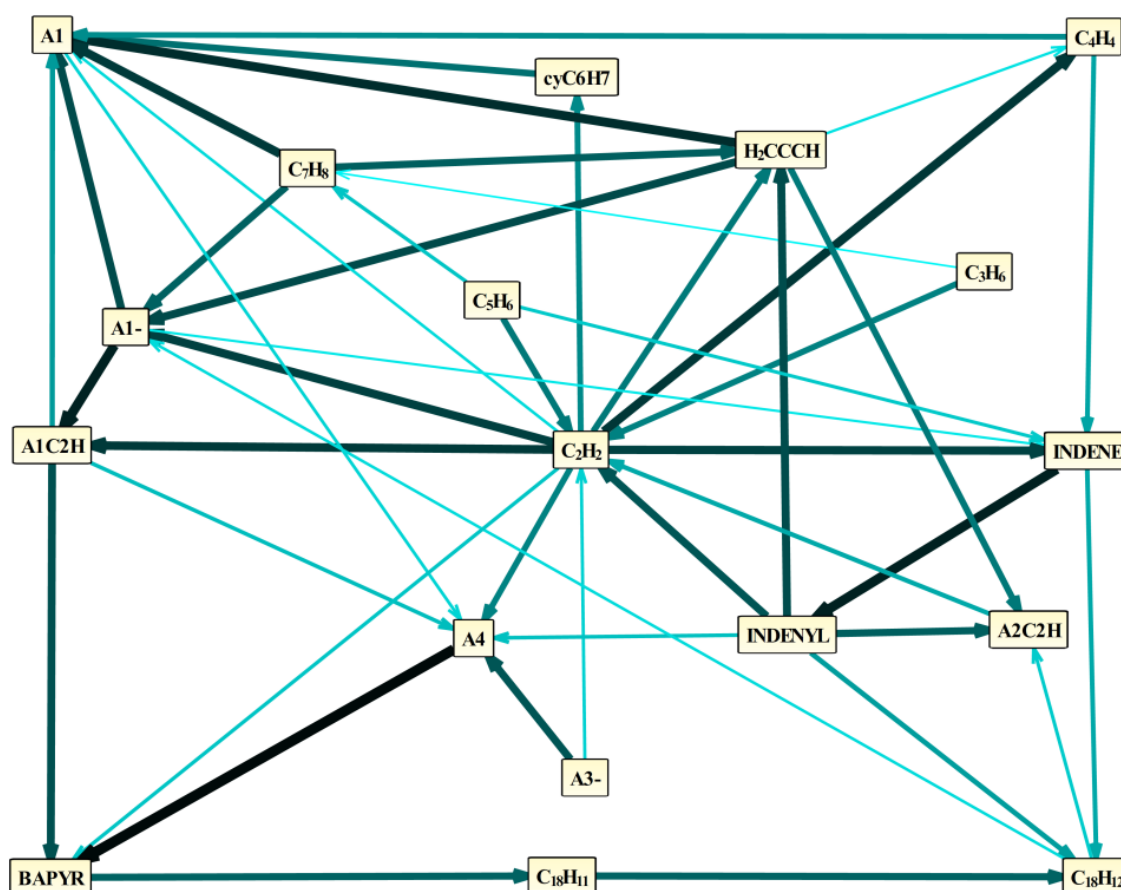 A1
C₄H₄
cyC6H7
H₂CCCH
C₇H₈
C₃H₆
C₅H₆
A1-
A1C2H
C₂H₂
INDENE
A4
INDENYL
A2C2H
A3-
BAPYR
C₁₈H₁₁
C₁₈H₁₂